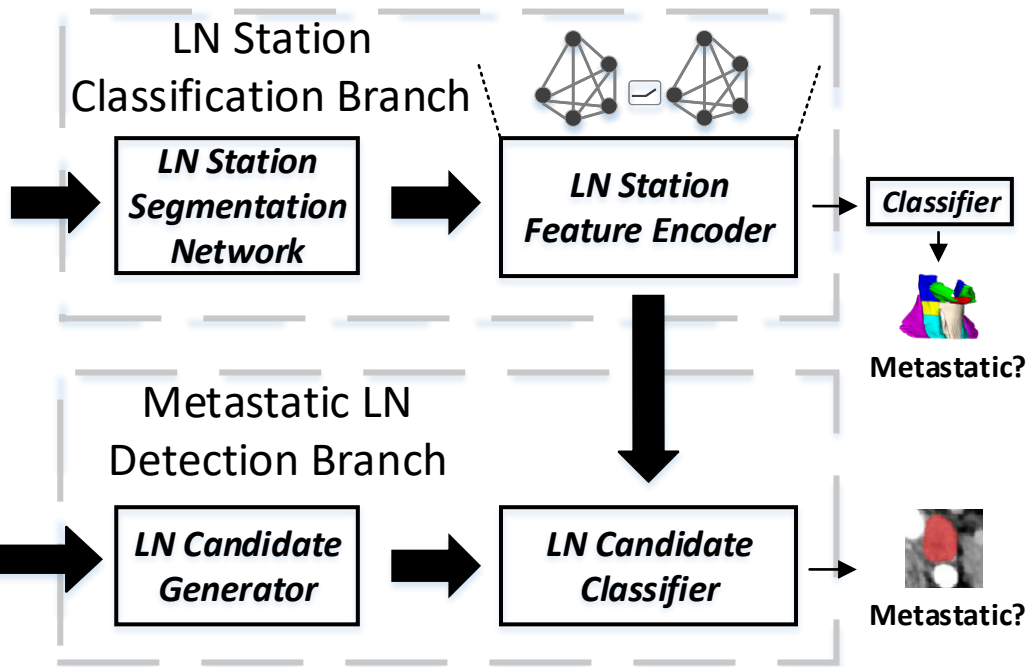 LN Station
Classification Branch
LN Station
Segmentation
Network
LN Station
Feature Encoder
Classifier
Metastatic?
Metastatic LN
Detection Branch
LN Candidate
Generator
LN Candidate
Classifier
Metastatic?